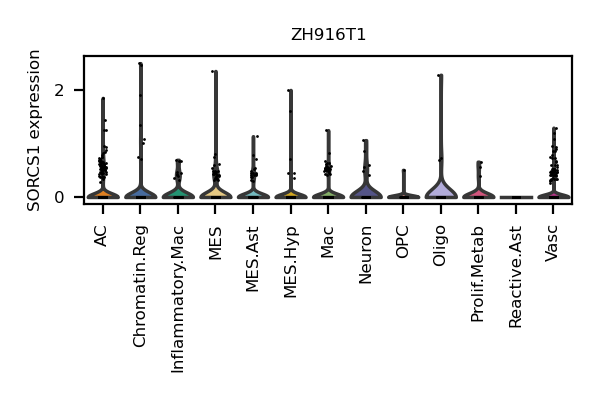 ZH916T1
SORCS1 expression
2
0
AC
Chromatin.Reg
Inflammatory.Mac
MES
MES.Ast
MES.Hyp
Mac
Neuron
OPC
Oligo
Prolif.Metab
Reactive.Ast
Vasc